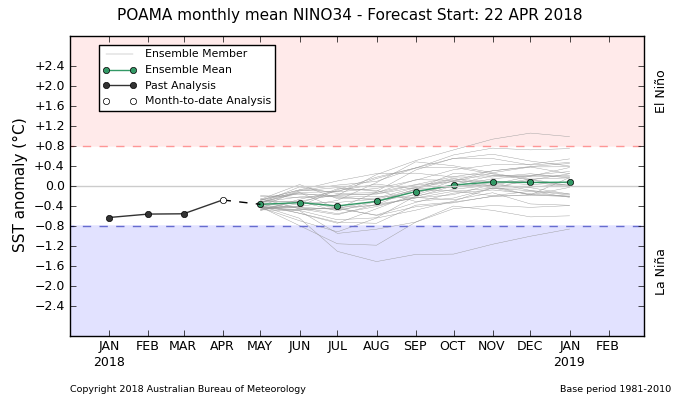 POAMA monthly mean NINO34 - Forecast Start: 22 APR 2018
SST anomaly (°C)
+2.4
+2.0
+1.6
+1.2
+0.8
+0.4
0.0
−0.4
−0.8
−1.2
−1.6
−2.0
−2.4
Ensemble Member
Ensemble Mean
Past Analysis
Month-to-date Analysis
El Niño
La Niña
JAN FEB MAR APR MAY JUN JUL AUG SEP OCT NOV DEC JAN FEB
2018 2019
Copyright 2018 Australian Bureau of Meteorology Base period 1981-2010